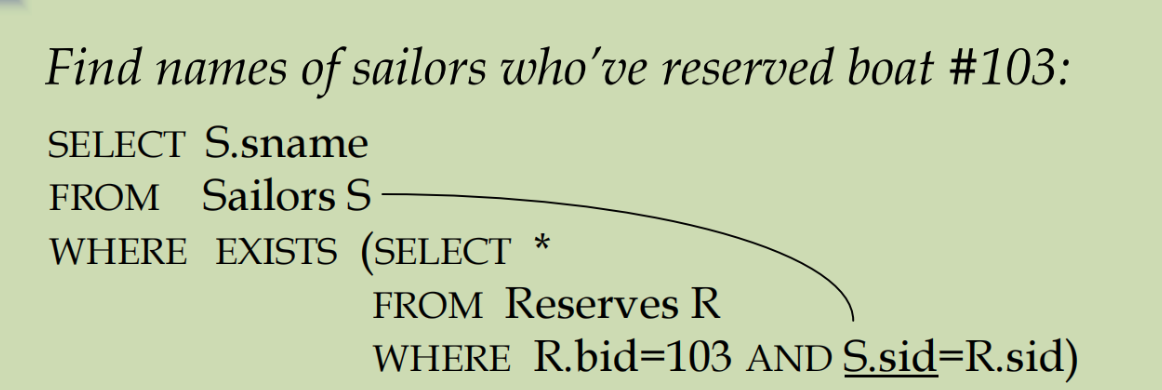 Find names of sailors who’ve reserved boat #103:
SELECT S.sname
FROM Sailors S
WHERE EXISTS (SELECT *
FROM Reserves R
WHERE R.bid=103 AND S.sid=R.sid)